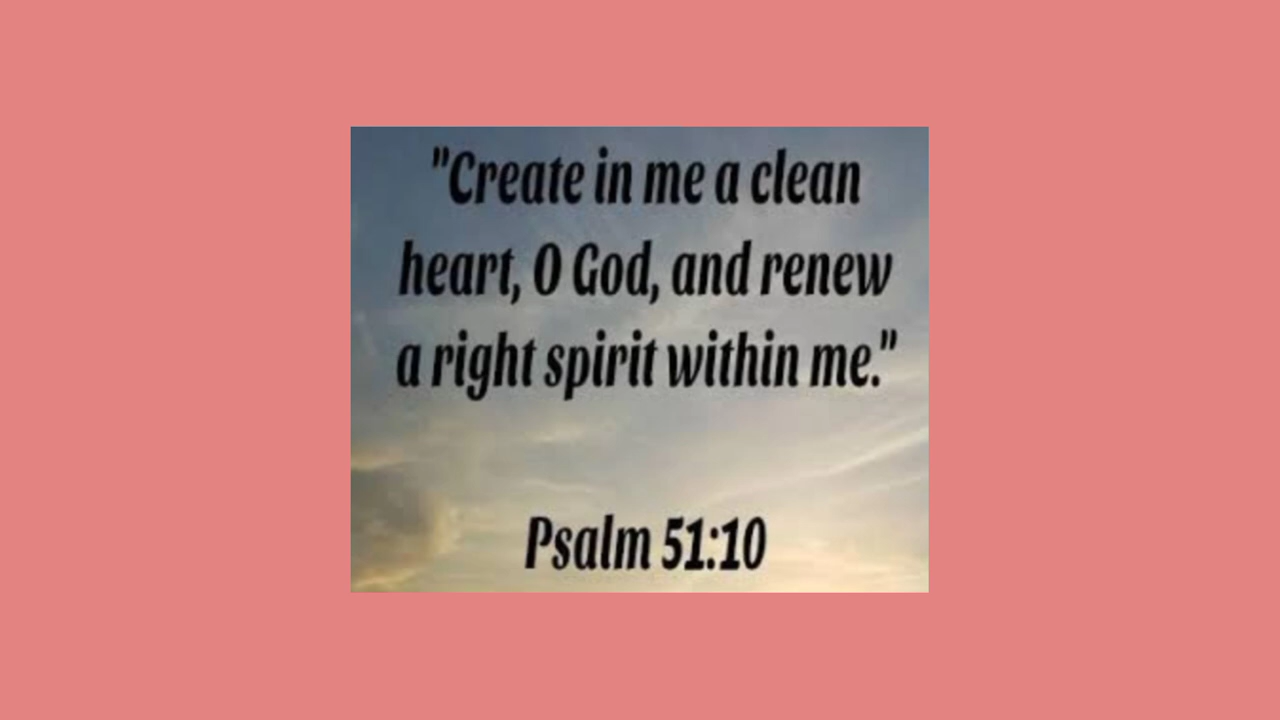 "Create in me a clean
heart, O God, and renew
a right spirit within me."
Psalm 51:10